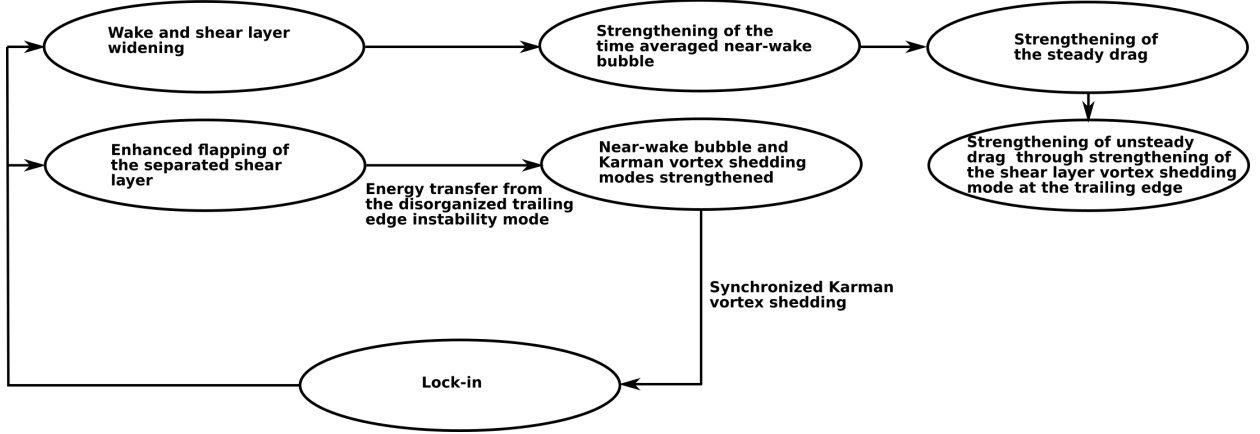 Wake and shear layer
widening
Strengthening of the
time averaged near-wake
bubble
Strengthening of
the steady drag
Enhanced flapping of
the separated shear
layer
Energy transfer from
the disorganized trailing
edge instability mode
Near-wake bubble and
Karman vortex shedding
modes strengthened
Strengthening of unsteady
drag  through strengthening of
the shear layer vortex shedding
mode at the trailing edge
Synchronized Karman
vortex shedding
Lock-in